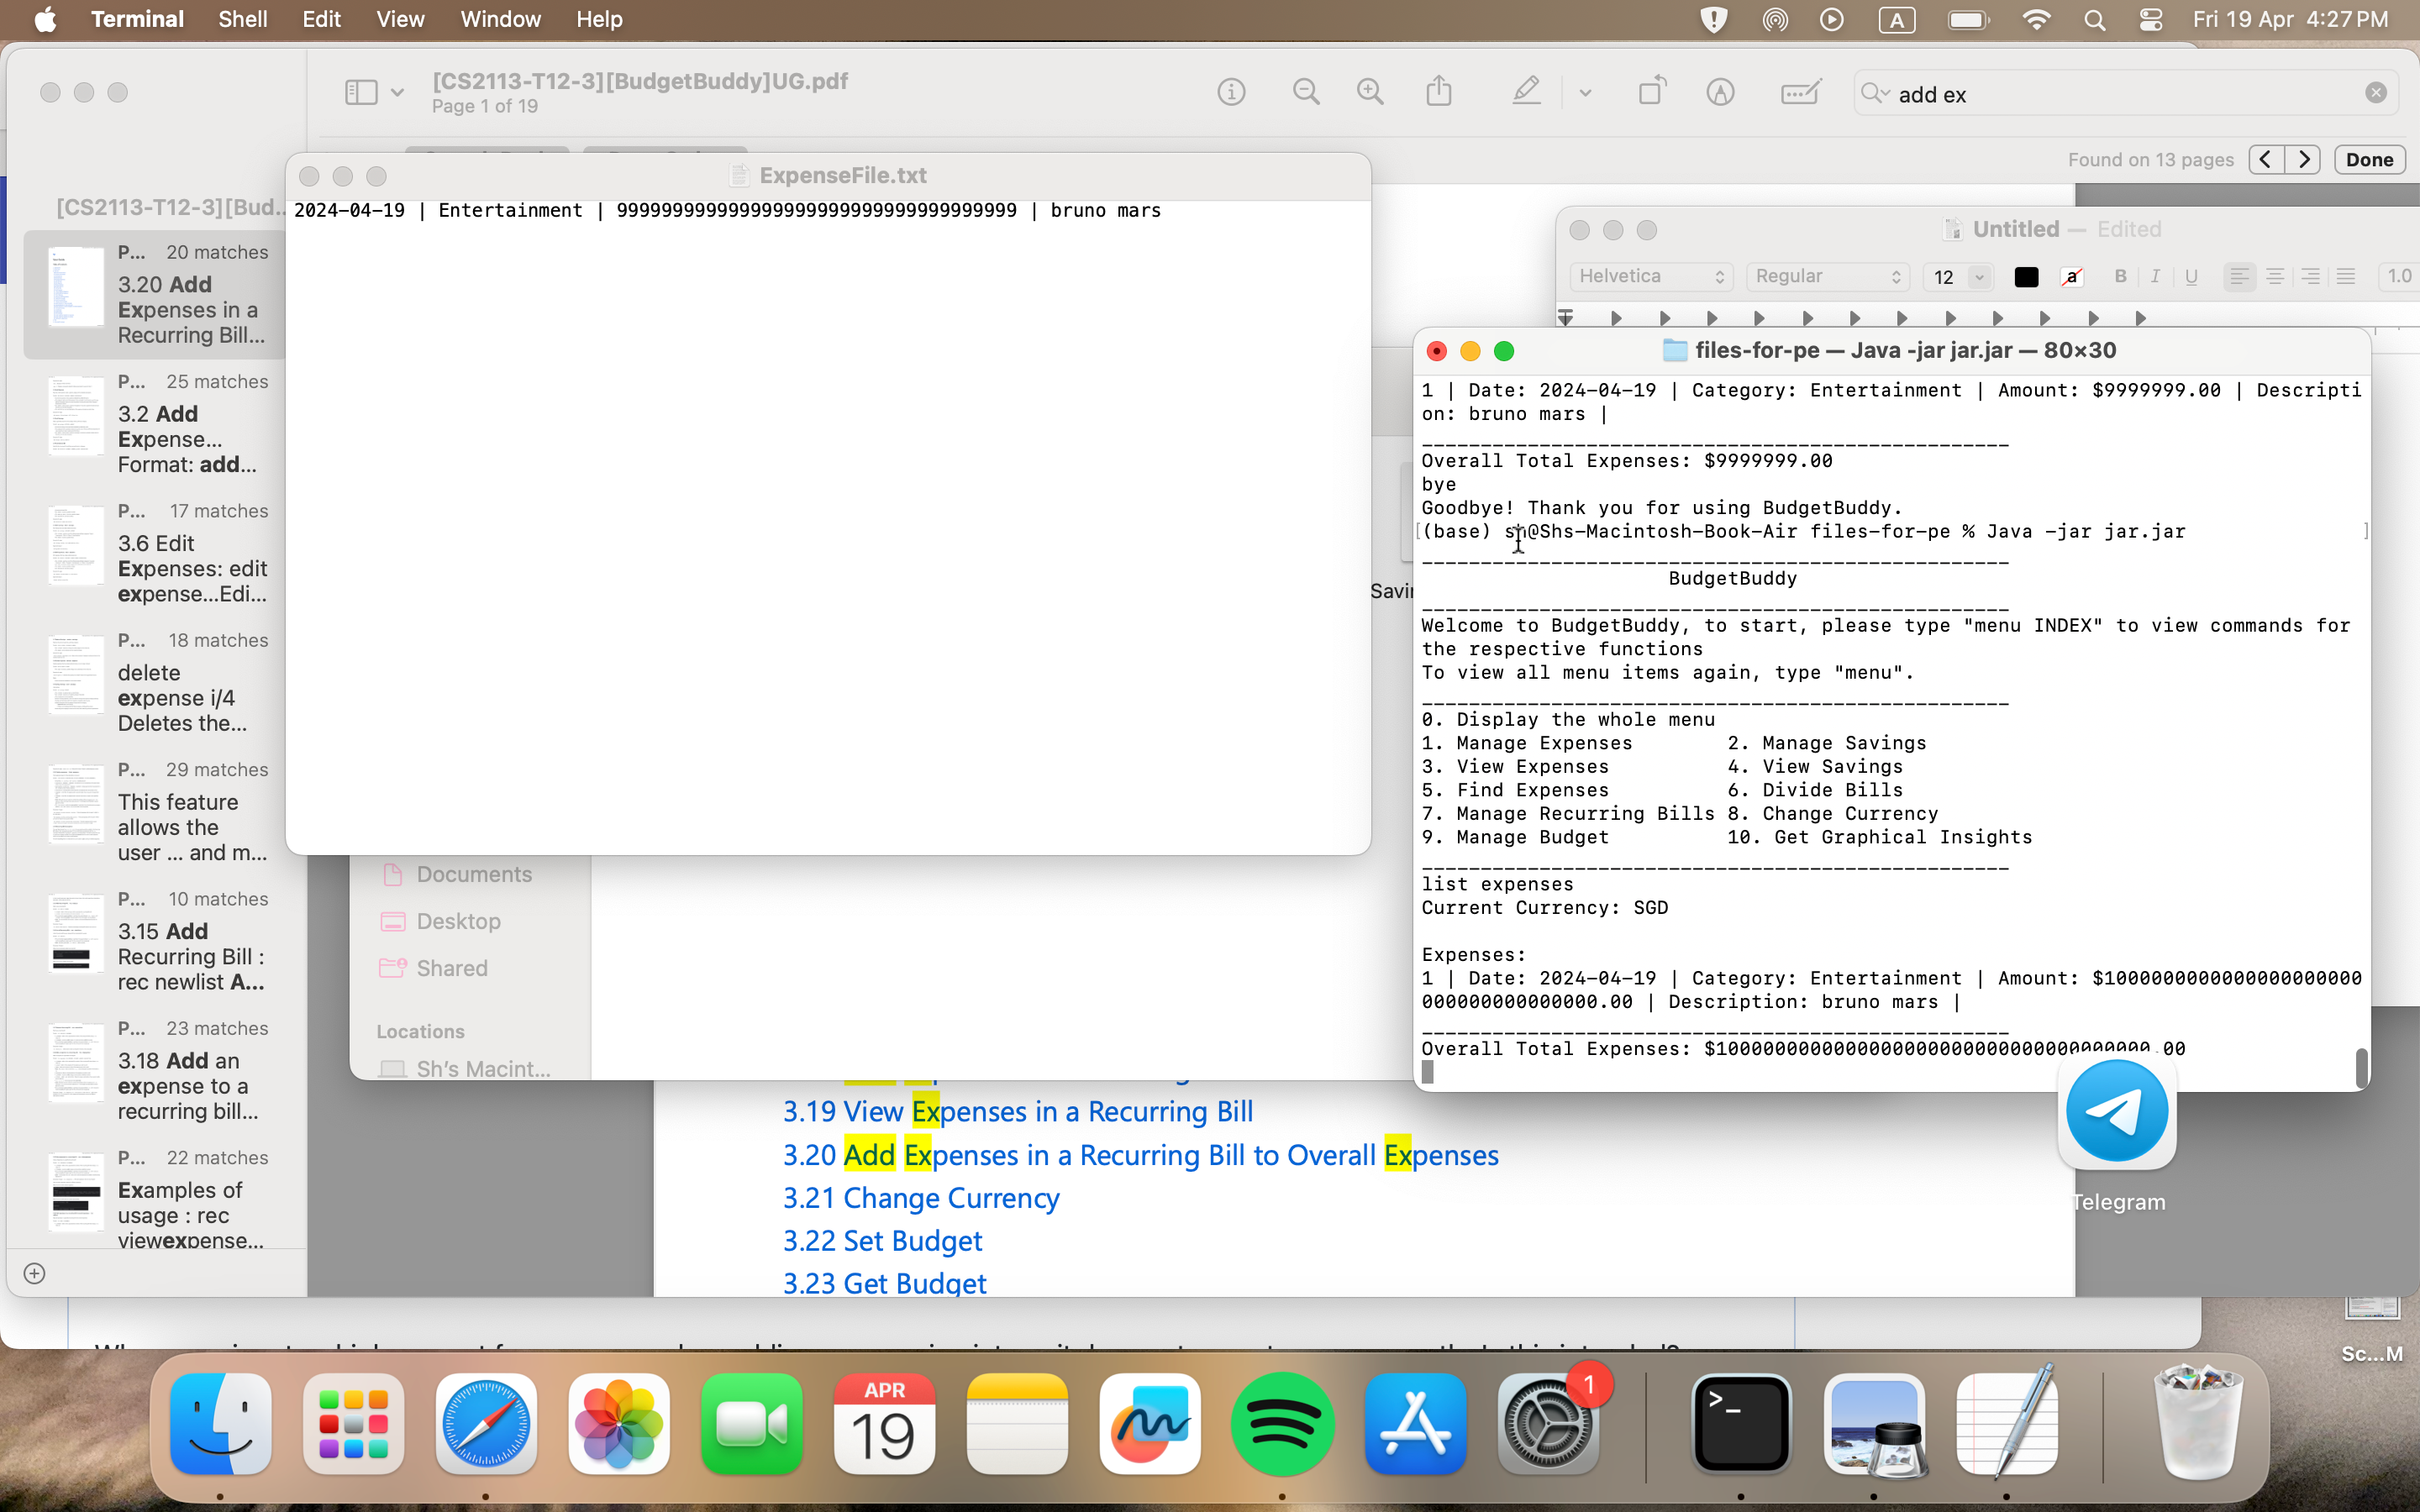 Terminal Shell Edit View Window Help
A
Fri 19 Apr 4:27 PM
[CS2113-T12-3][BudgetBuddy]UG.pdf
Page 1 of 19
add ex
Found on 13 pages
Done
[CS2113-T12-3][Bud...
P... 20 matches
3.20 Add
Expenses in a
Recurring Bill...
P... 25 matches
3.2 Add
Expense...
Format: add...
P... 17 matches
3.6 Edit
Expenses: edit
expense...Edi...
P... 18 matches
delete
expense i/4
Deletes the...
P... 29 matches
This feature
allows the
user ... and m...
P... 10 matches
3.15 Add
Recurring Bill :
rec newlist A...
P... 23 matches
3.18 Add an
expense to a
recurring bill...
P... 22 matches
Examples of
usage : rec
viewexpense...
ExpenseFile.txt
2024-04-19 | Entertainment | 999999999999999999999999999999999999 | bruno mars
Untitled — Edited
Helvetica Regular 12 a B I U 1.0
Documents
Desktop
Shared
Locations
Sh's Macint...
Savin
files-for-pe — Java -jar jar.jar — 80×30
1 | Date: 2024-04-19 | Category: Entertainment | Amount: $9999999.00 | Descripti
on: bruno mars |
__________________________________________________
Overall Total Expenses: $9999999.00
bye
Goodbye! Thank you for using BudgetBuddy.
(base) sh@Shs-Macintosh-Book-Air files-for-pe % Java -jar jar.jar
__________________________________________________
BudgetBuddy
__________________________________________________
Welcome to BudgetBuddy, to start, please type "menu INDEX" to view commands for
the respective functions
To view all menu items again, type "menu".
__________________________________________________
0. Display the whole menu
1. Manage Expenses 2. Manage Savings
3. View Expenses 4. View Savings
5. Find Expenses 6. Divide Bills
7. Manage Recurring Bills 8. Change Currency
9. Manage Budget 10. Get Graphical Insights
__________________________________________________
list expenses
Current Currency: SGD
Expenses:
1 | Date: 2024-04-19 | Category: Entertainment | Amount: $1000000000000000000000
000000000000000.00 | Description: bruno mars |
__________________________________________________
Overall Total Expenses: $1000000000000000000000000000000000000.00
3.19 View Expenses in a Recurring Bill
3.20 Add Expenses in a Recurring Bill to Overall Expenses
3.21 Change Currency
3.22 Set Budget
3.23 Get Budget
Telegram
Sc...M
APR
19
1